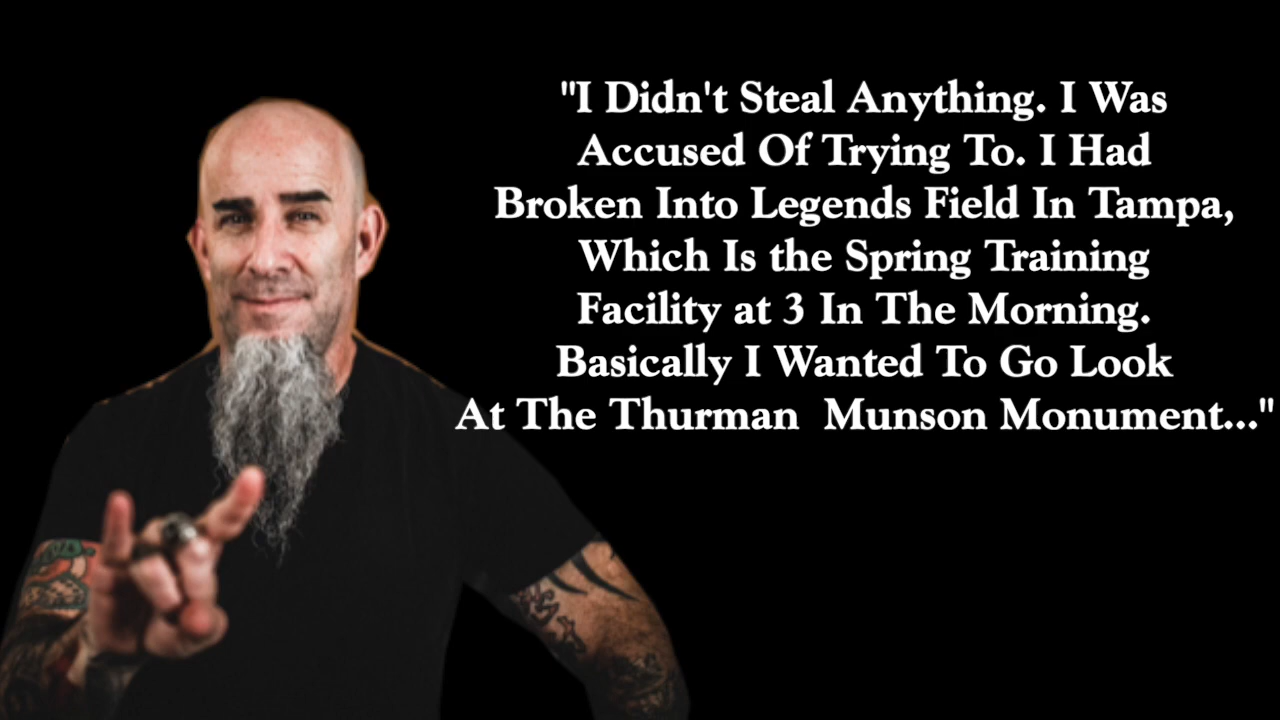 "I Didn't Steal Anything. I Was
Accused Of Trying To. I Had
Broken Into Legends Field In Tampa,
Which Is the Spring Training
Facility at 3 In The Morning.
Basically I Wanted To Go Look
At The Thurman  Munson Monument..."